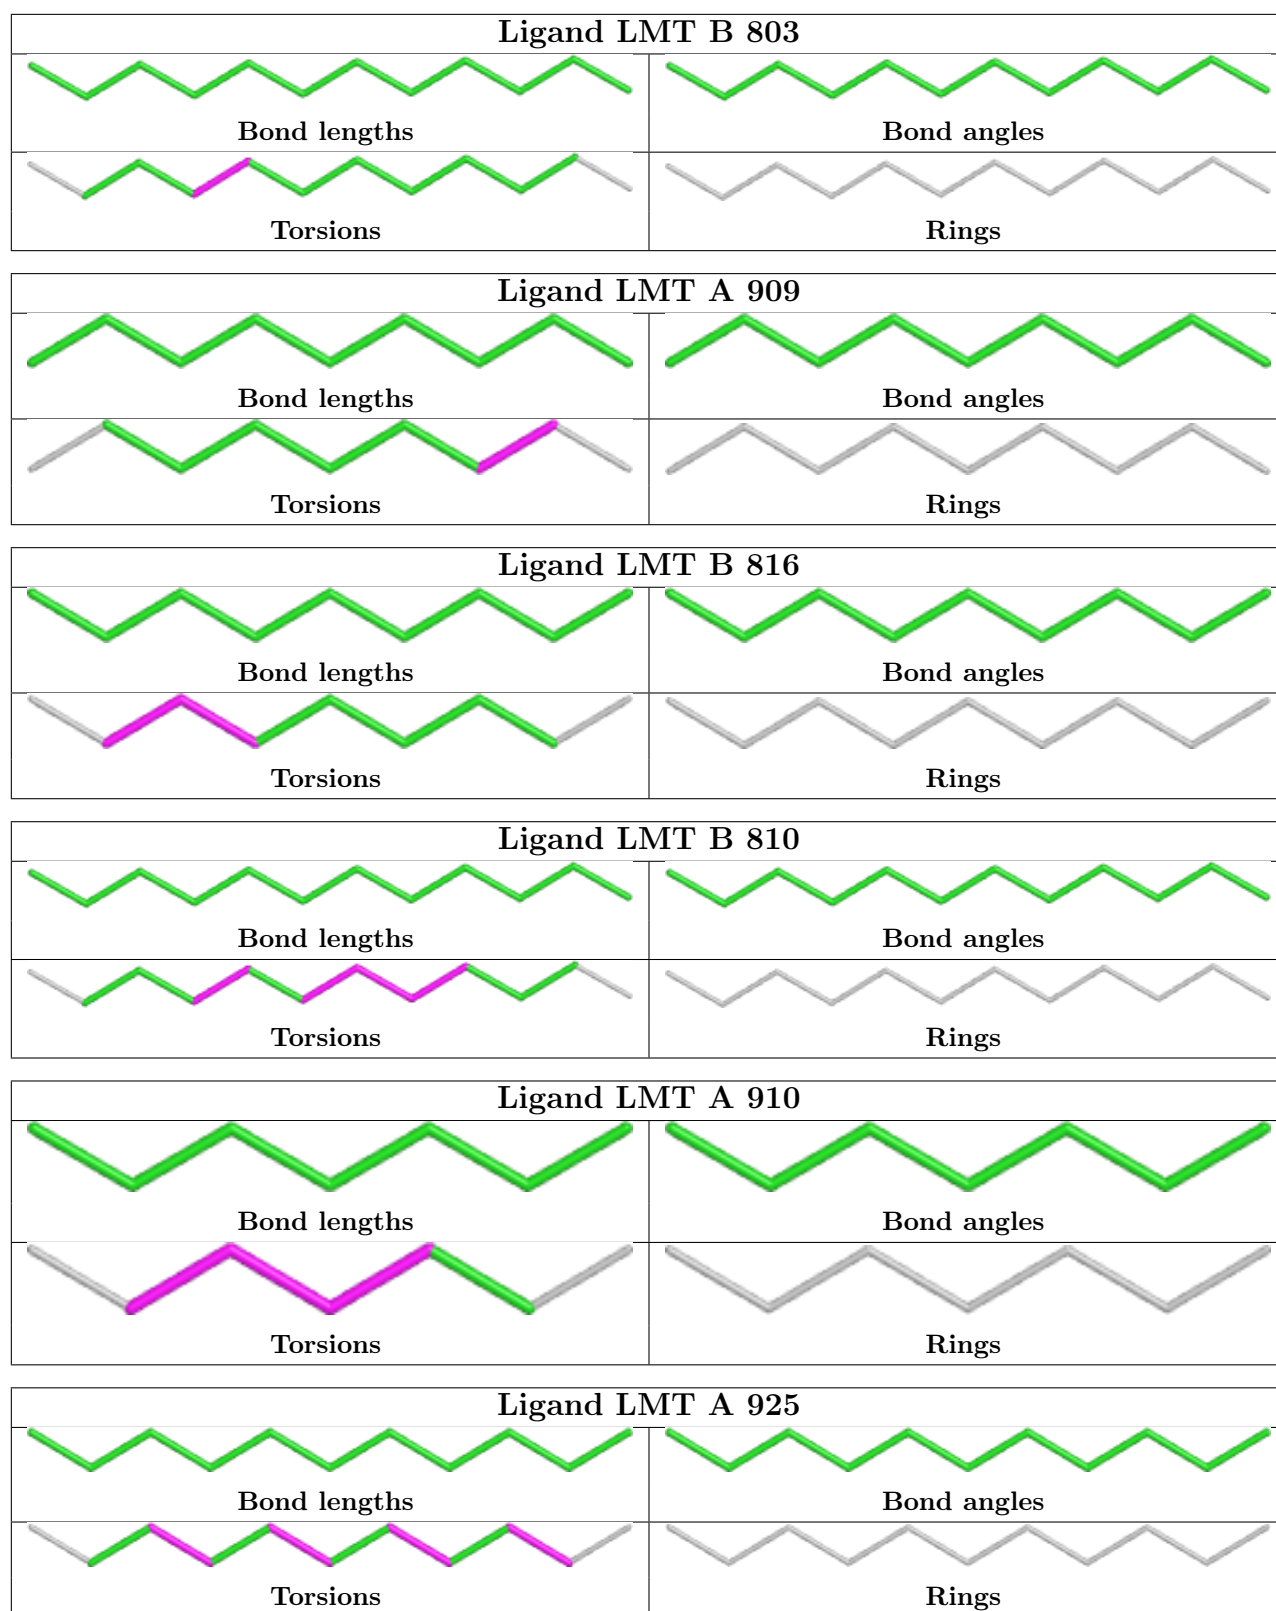 Ligand LMT B 803
Bond lengths
Bond angles
Torsions
Rings
Ligand LMT A 909
Bond lengths
Bond angles
Torsions
Rings
Ligand LMT B 816
Bond lengths
Bond angles
Torsions
Rings
Ligand LMT B 810
Bond lengths
Bond angles
Torsions
Rings
Ligand LMT A 910
Bond lengths
Bond angles
Torsions
Rings
Ligand LMT A 925
Bond lengths
Bond angles
Torsions
Rings